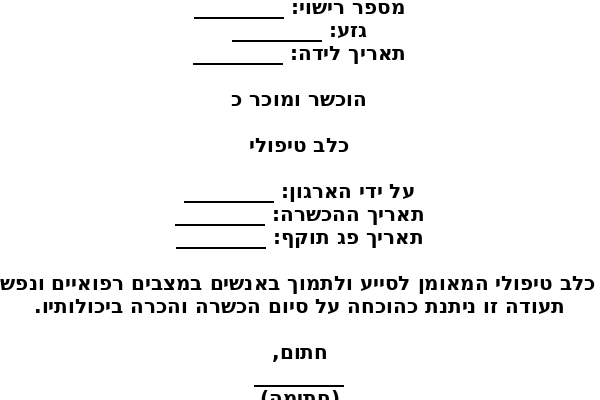 מספר רישוי: _________
גזע: _________
תאריך לידה: _________
הוכשר ומוכר כ
כלב טיפולי
על ידי הארגון: _________
תאריך ההכשרה: _________
תאריך פג תוקף: _________
כלב טיפולי המאומן לסייע ולתמוך באנשים במצבים רפואיים ונפש
תעודה זו ניתנת כהוכחה על סיום הכשרה והכרה ביכולותיו.
חתום,
_________
(חתימה)